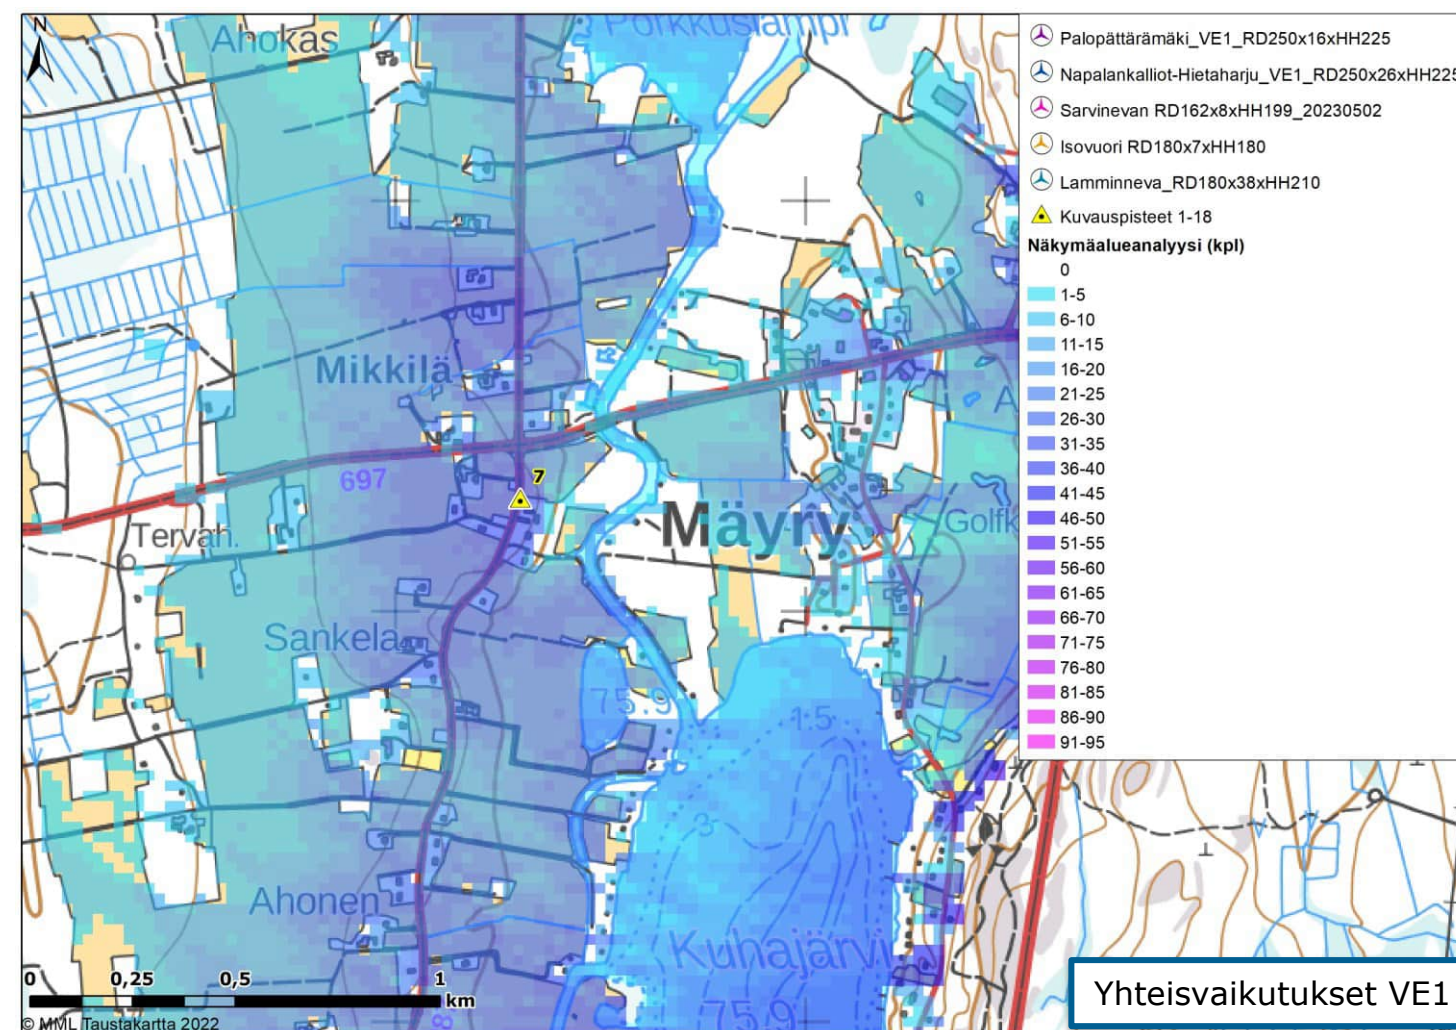 N
Ahokas
Porkkuslampi
Mikkilä
697
7
Tervah.
Mäyry
Golfk
A
Sankela
75.9
1.5
3
Ahonen
Kuhajärvi
75.9
8
0 0,25 0,5 1
km
© MML Taustakartta 2022
Palopättärämäki_VE1_RD250x16xHH225
Napalankalliot-Hietaharju_VE1_RD250x26xHH225
Sarvinevan RD162x8xHH199_20230502
Isovuori RD180x7xHH180
Lamminneva_RD180x38xHH210
Kuvauspisteet 1-18
Näkymäalueanalyysi (kpl)
0
1-5
6-10
11-15
16-20
21-25
26-30
31-35
36-40
41-45
46-50
51-55
56-60
61-65
66-70
71-75
76-80
81-85
86-90
91-95
Yhteisvaikutukset VE1